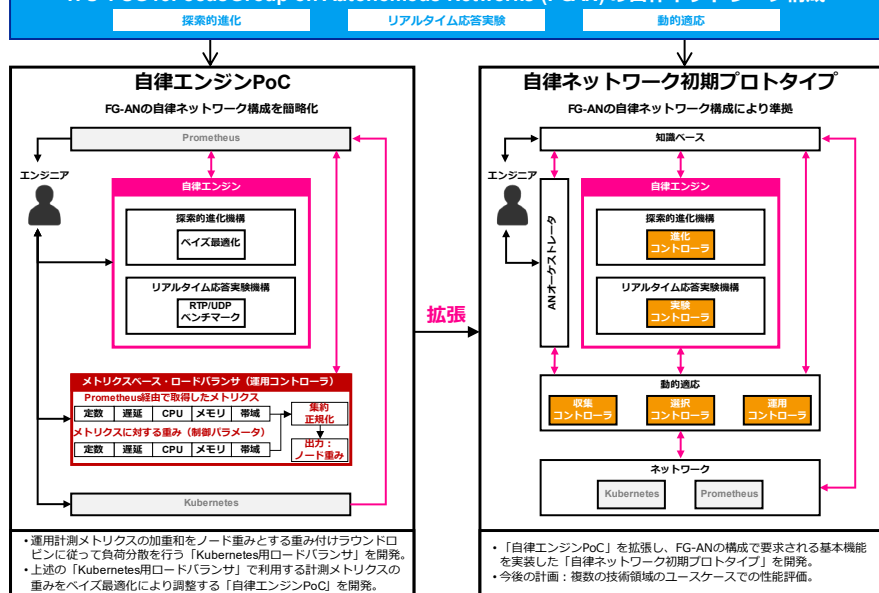 探索的進化
リアルタイム応答実験
動的適応
自律エンジンPoC
FG-ANの自律ネットワーク構成を簡略化
Prometheus
エンジニア
自律エンジン
探索的進化機構
ベイズ最適化
リアルタイム応答実験機構
RTP/UDP
ベンチマーク
メトリクスベース・ロードバランサ（運用コントローラ）
Prometheus経由で取得したメトリクス
定数 遅延 CPU メモリ 帯域
集約
正規化
メトリクスに対する重み（制御パラメータ）
定数 遅延 CPU メモリ 帯域
出力：
ノード重み
Kubernetes
・運用計測メトリクスの加重和をノード重みとする重み付けラウンドロ
ビンに従って負荷分散を行う「Kubernetes用ロードバランサ」を開発。
・上述の「Kubernetes用ロードバランサ」で利用する計測メトリクスの
重みをベイズ最適化により調整する「自律エンジンPoC」を開発。
拡張
自律ネットワーク初期プロトタイプ
FG-ANの自律ネットワーク構成により準拠
知識ベース
エンジニア
ANオーケストレータ
自律エンジン
探索的進化機構
進化
コントローラ
リアルタイム応答実験機構
実験
コントローラ
動的適応
収集
コントローラ
選択
コントローラ
運用
コントローラ
ネットワーク
Kubernetes
Prometheus
・「自律エンジンPoC」を拡張し、FG-ANの構成で要求される基本機能
を実装した「自律ネットワーク初期プロトタイプ」を開発。
・今後の計画：複数の技術領域のユースケースでの性能評価。